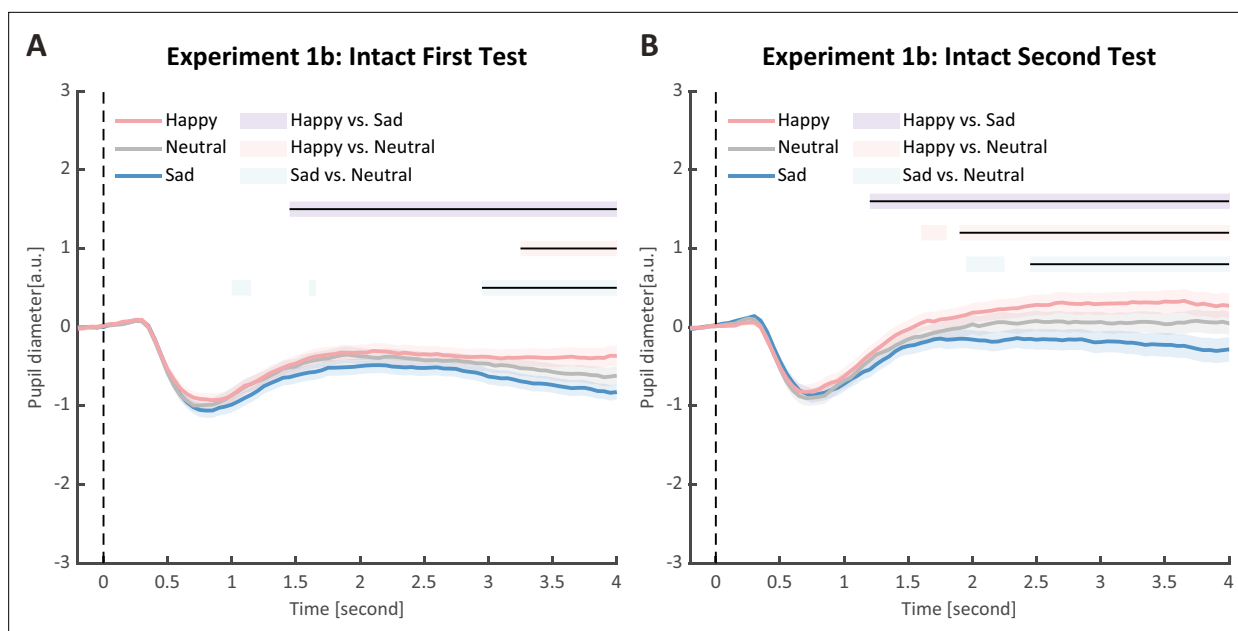 A
Experiment 1b: Intact First Test
3
2
1
0
-1
-2
-3
Pupil diameter[a.u.]
Happy
Neutral
Sad
Happy vs. Sad
Happy vs. Neutral
Sad vs. Neutral
0 0.5 1 1.5 2 2.5 3 3.5 4
Time [second]
B
Experiment 1b: Intact Second Test
3
2
1
0
-1
-2
-3
Pupil diameter[a.u.]
Happy
Neutral
Sad
Happy vs. Sad
Happy vs. Neutral
Sad vs. Neutral
0 0.5 1 1.5 2 2.5 3 3.5 4
Time [second]